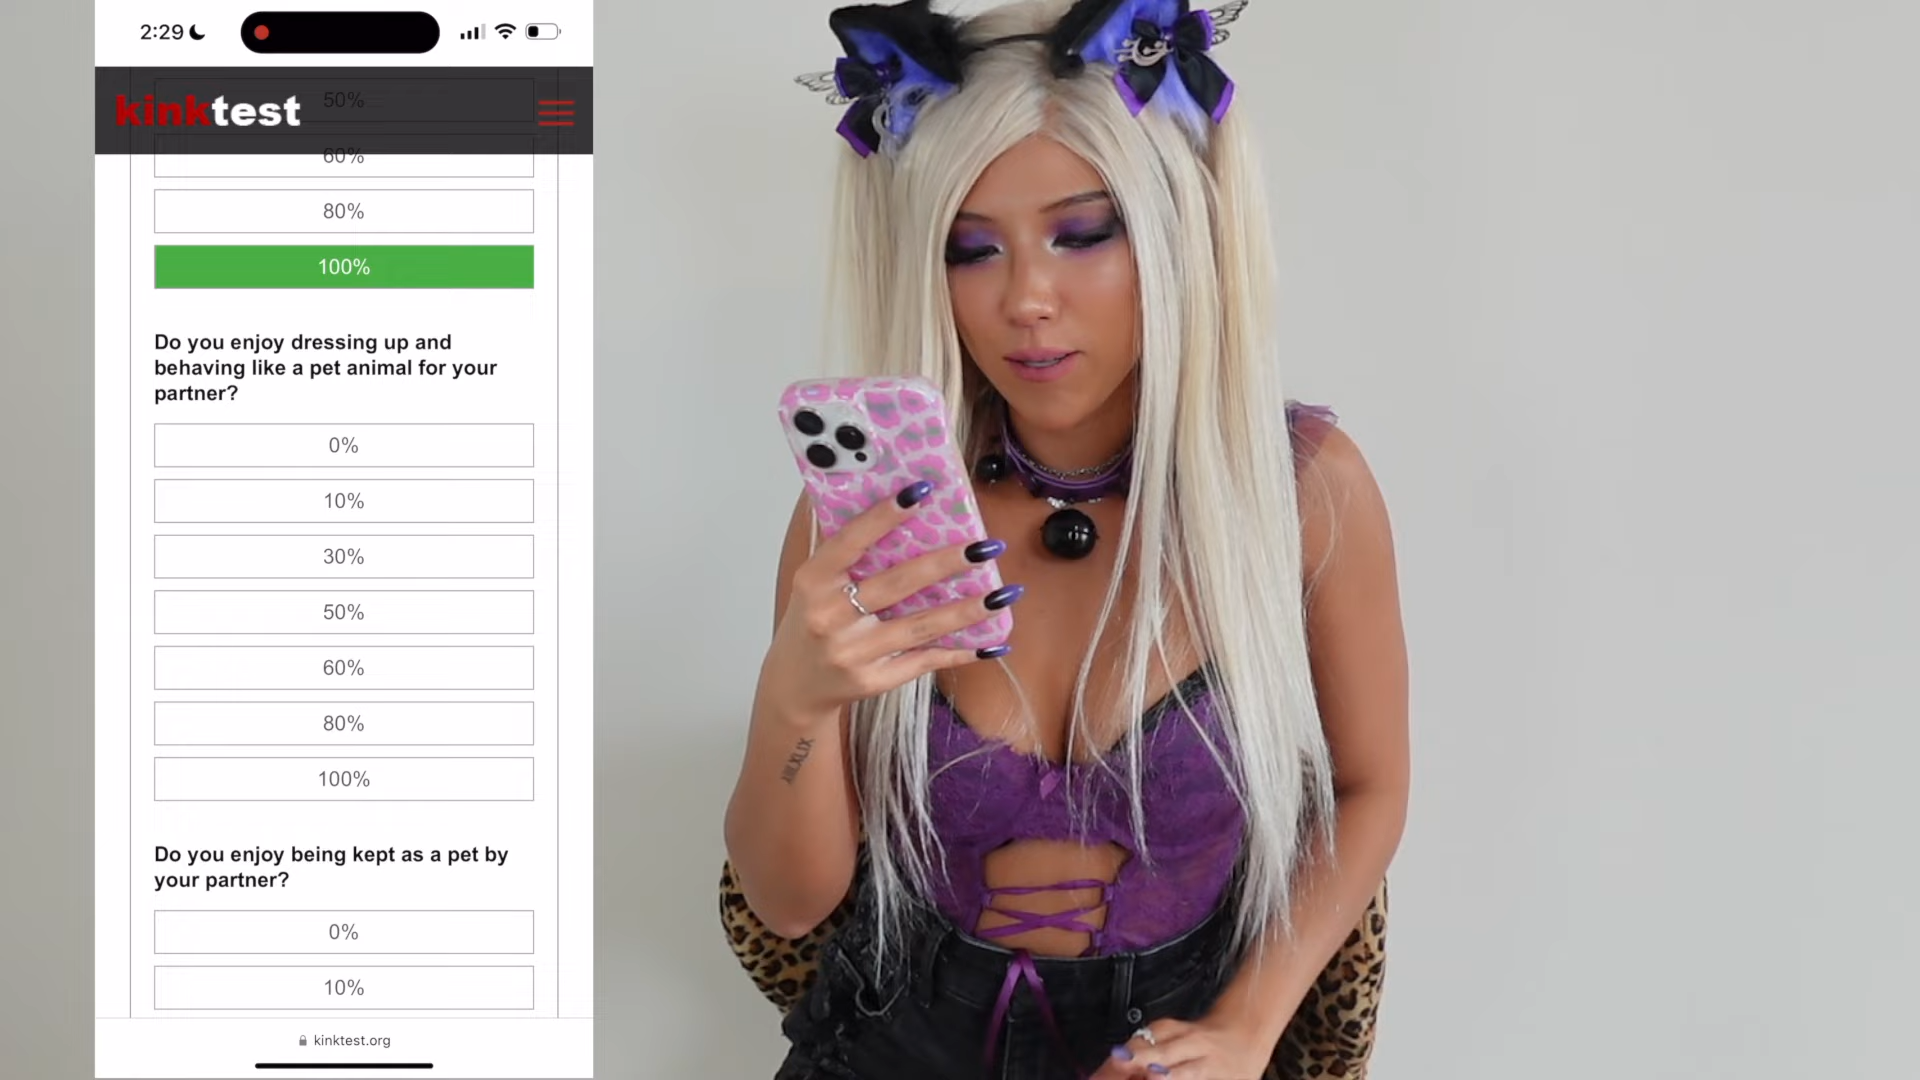 2:29
50%
kinktest
60%
80%
100%
Do you enjoy dressing up and
behaving like a pet animal for your
partner?
0%
10%
30%
50%
60%
80%
100%
Do you enjoy being kept as a pet by
your partner?
0%
10%
kinktest.org